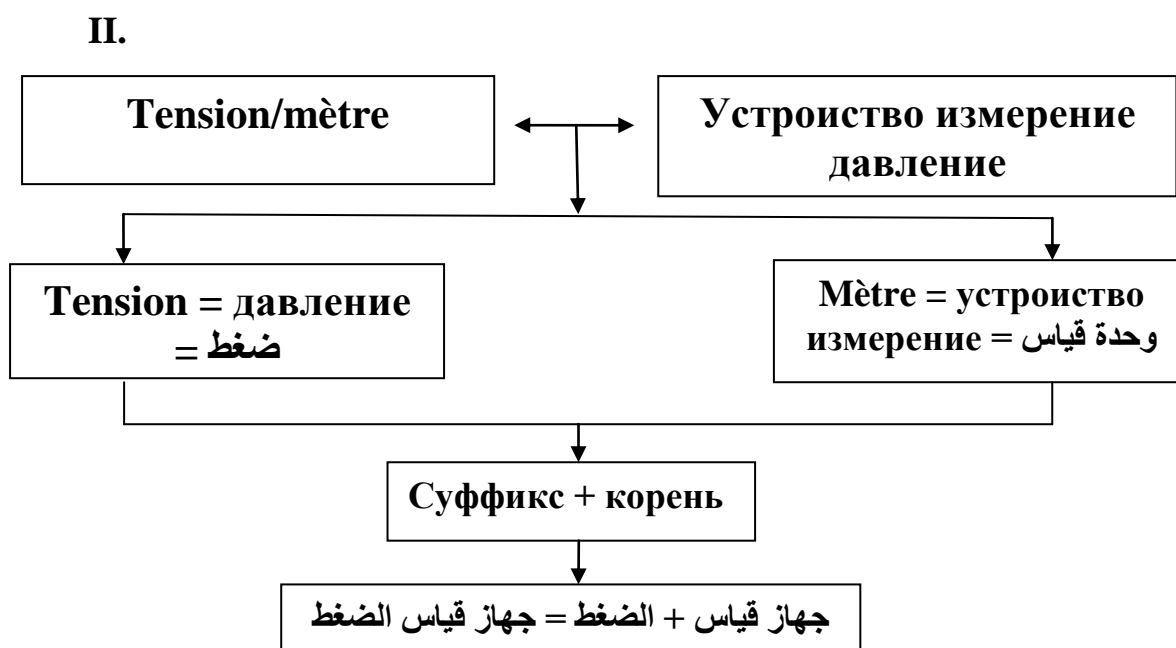 II.
Tension/mètre
Устроиство измерение
давление
Tension = давление
= ضغط
Mètre = устроиство
измерение = وحدة قياس
Суффикс + корень
جهاز قياس + الضغط = جهاز قياس الضغط